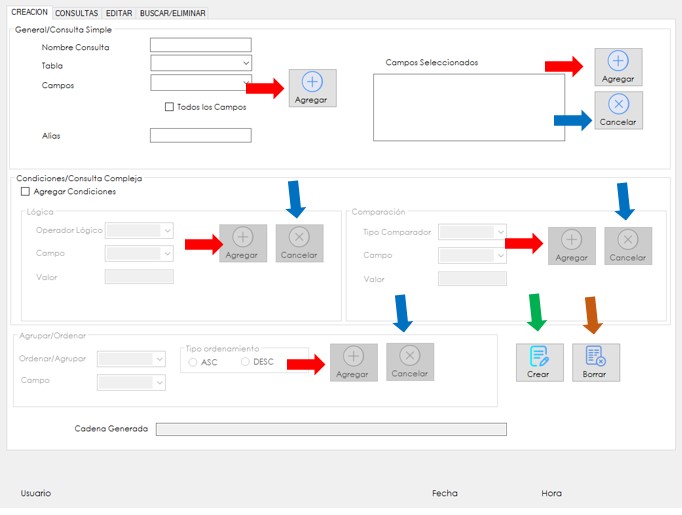 CREACION CONSULTAS EDITAR BUSCAR/ELIMINAR
General/Consulta Simple
Nombre Consulta
Tabla
Campos Seleccionados
Campos
Agregar
Agregar
Todos los Campos
Cancelar
Alias
Condiciones/Consulta Compleja
Agregar Condiciones
Lógica
Comparación
Operador Lógico
Tipo Comparador
Campo
Agregar
Cancelar
Campo
Agregar
Cancelar
Valor
Valor
Agrupar/Ordenar
Tipo ordenamiento
Ordenar/Agrupar
ASC
DESC
Campo
Agregar
Cancelar
Crear
Borrar
Cadena Generada
Usuario
Fecha
Hora